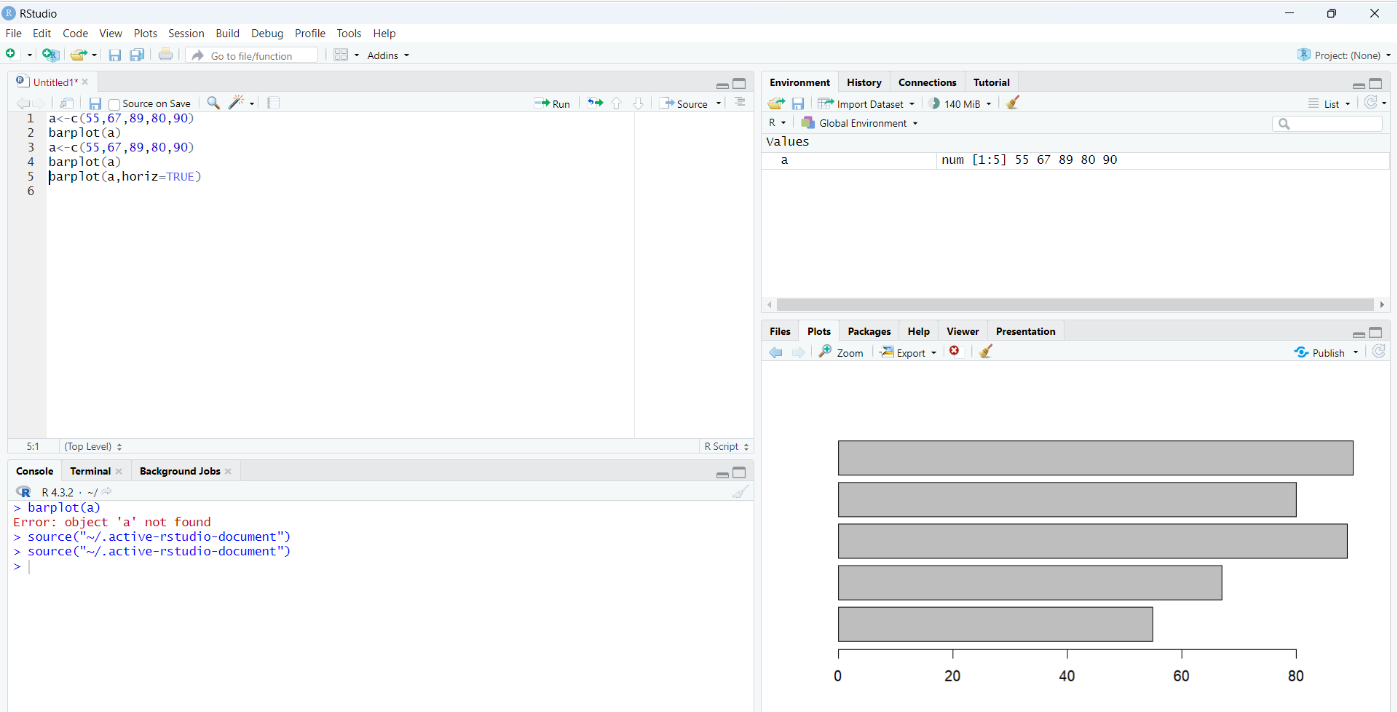 RStudio
File Edit Code View Plots Session Build Debug Profile Tools Help
Go to file/function Addins Project: (None)
Untitled1*
Source on Save Run Source
1 a<-c(55,67,89,80,90)
2 barplot(a)
3 a<-c(55,67,89,80,90)
4 barplot(a)
5 barplot(a,horiz=TRUE)
6
5:1 (Top Level) R Script
Console Terminal Background Jobs
R 4.3.2 · ~/
> barplot(a)
Error: object 'a' not found
> source("~/.active-rstudio-document")
> source("~/.active-rstudio-document")
>
Environment History Connections Tutorial
Import Dataset 140 MiB List
R Global Environment
Values
a num [1:5] 55 67 89 80 90
Files Plots Packages Help Viewer Presentation
Zoom Export Publish
0 20 40 60 80